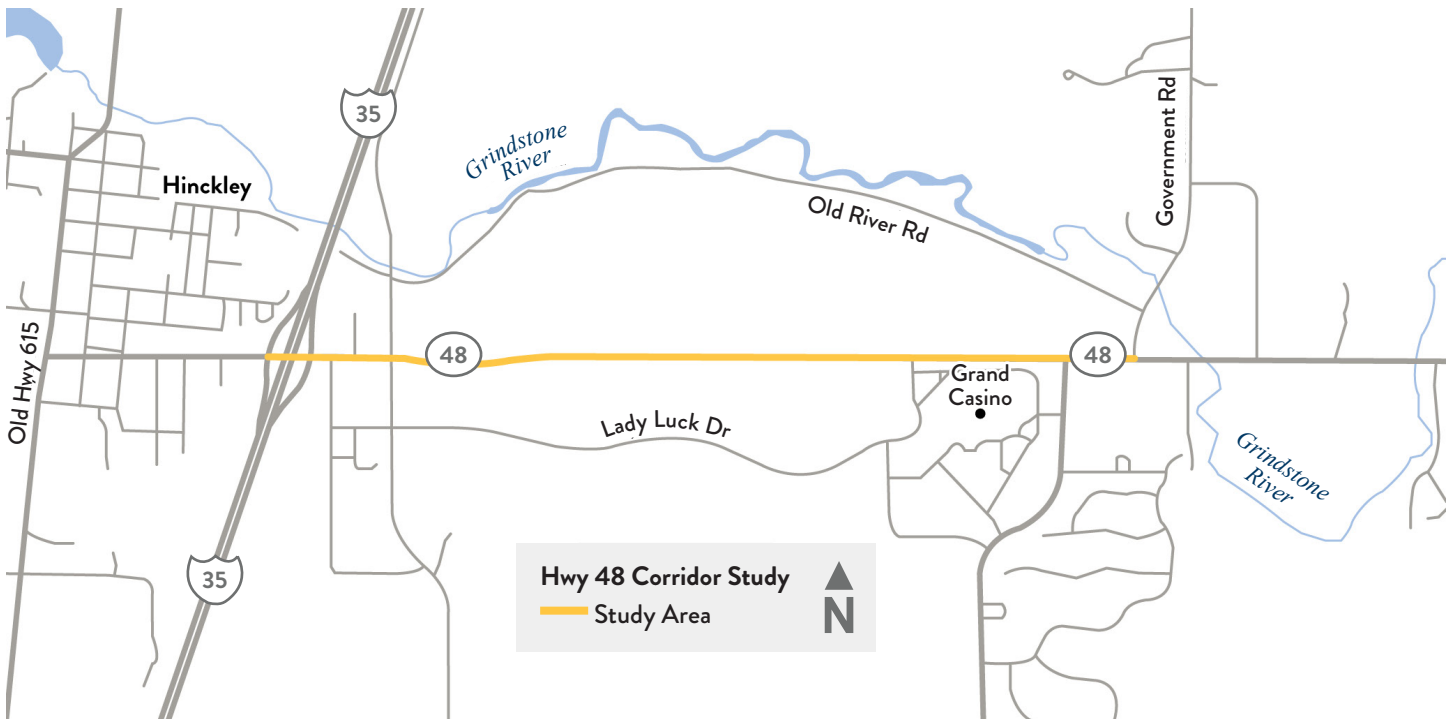 35
Grindstone
River
Government Rd
Hinckley
Old River Rd
Old Hwy 615
48
48
Grand
Casino
Lady Luck Dr
Grindstone
River
35
Hwy 48 Corridor Study
Study Area
N